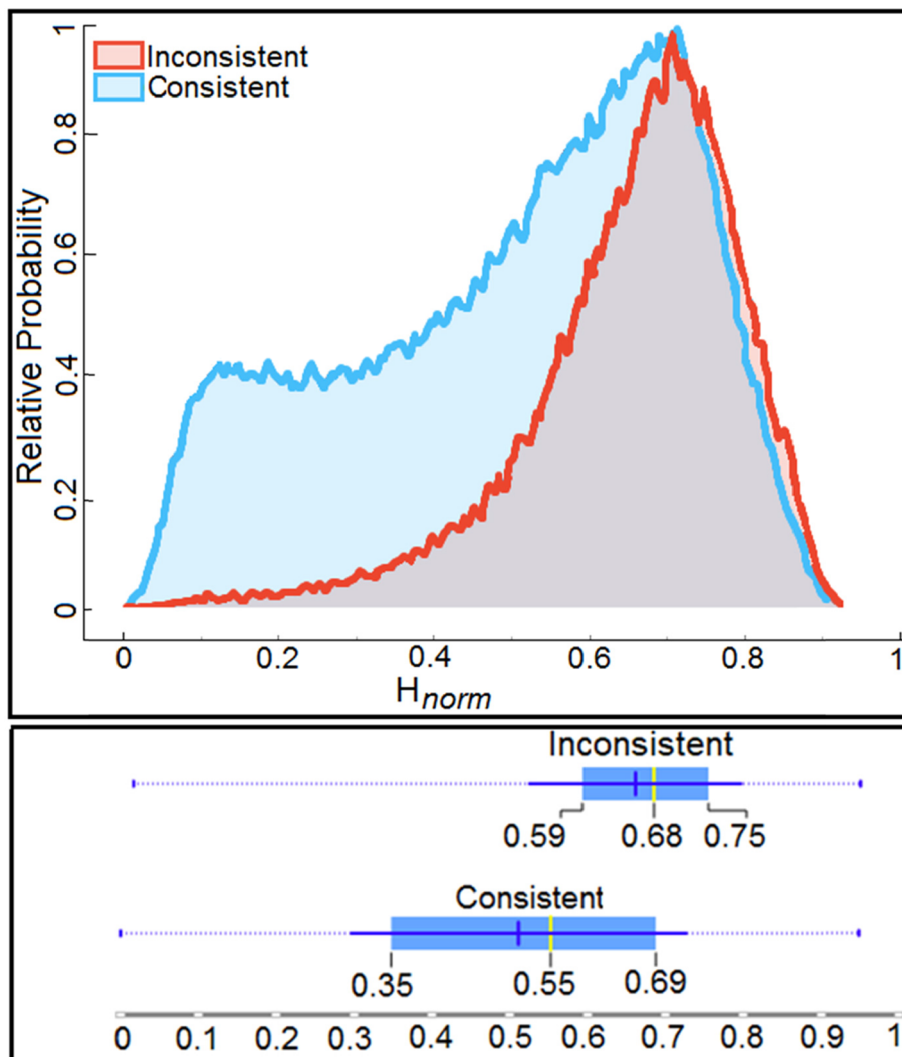 1
Inconsistent
Consistent
0.8
0.6
0.4
0.2
0
Relative Probability
0 0.2 0.4 0.6 0.8 1
Hnorm
Inconsistent
0.59 0.68 0.75
Consistent
0.35 0.55 0.69
0 0.1 0.2 0.3 0.4 0.5 0.6 0.7 0.8 0.9 1